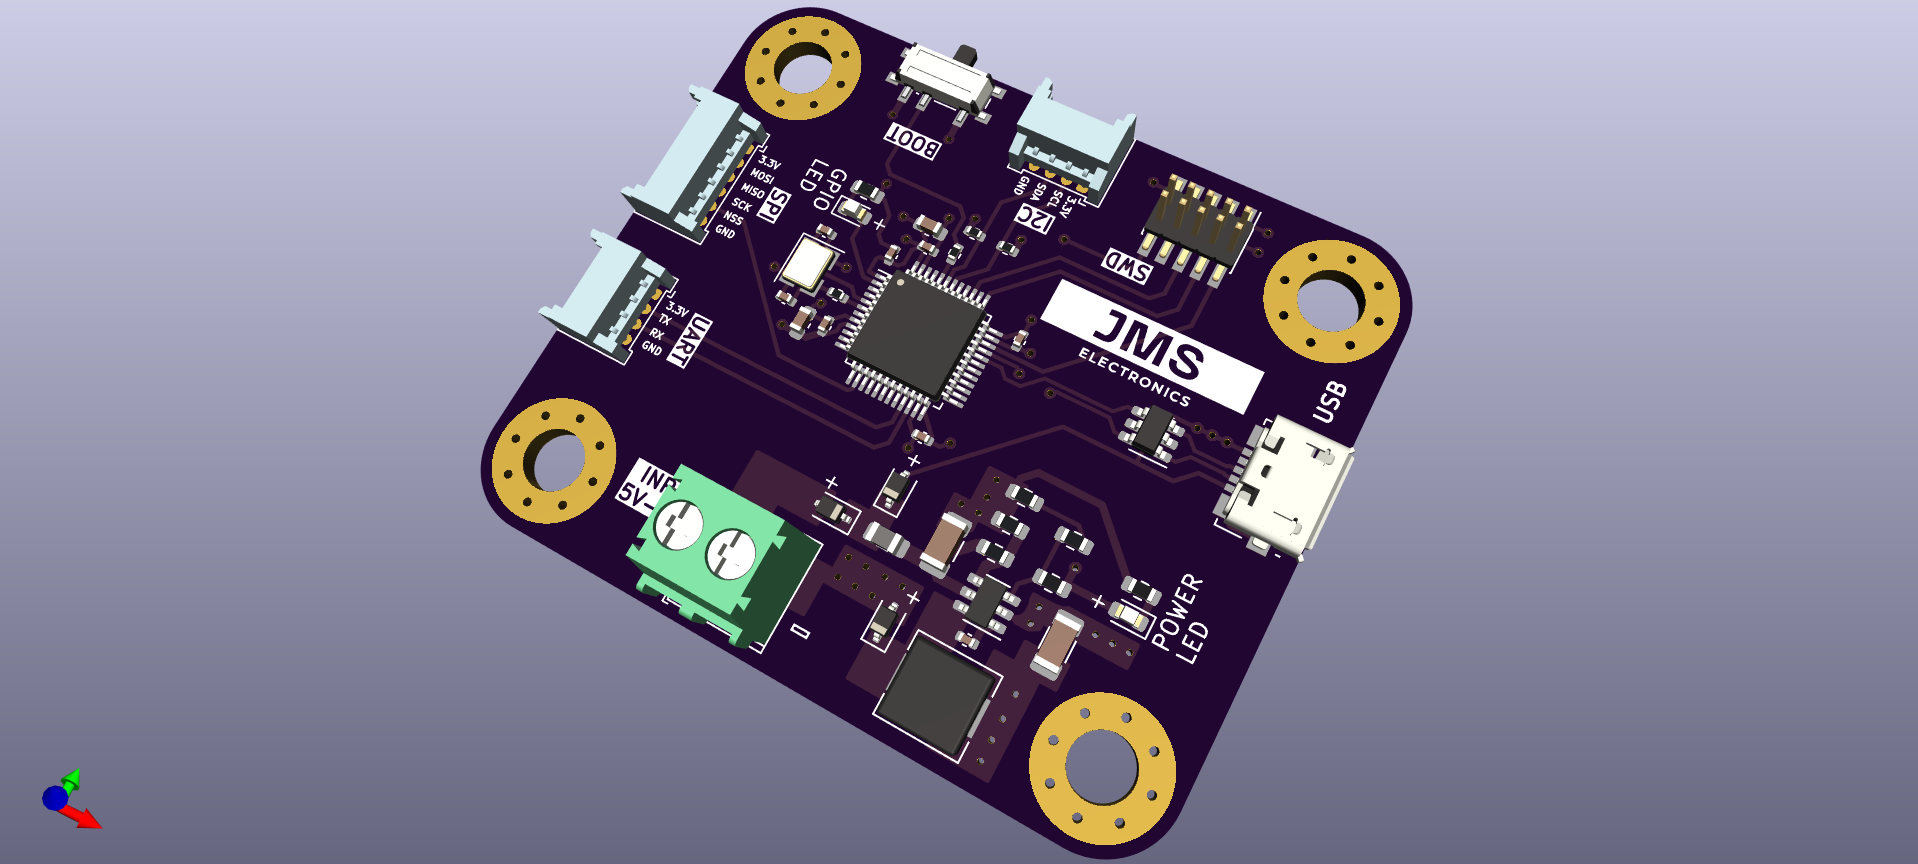 BOOT
GPIO
LED
3.3V
MOSI
MISO
SCK
NSS
GND
SPI
GND
SDA
SCL
3.3V
I2C
SWD
3.3V
TX
RX
GND
UART
JMS
ELECTRONICS
USB
5V
+
+
+
+
+
-
POWER
LED